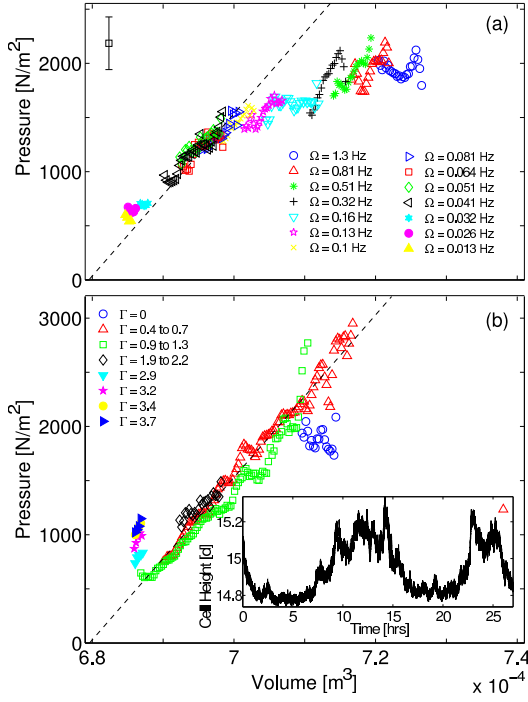 (a)
Pressure [N/m²]
2000
1000
0
Ω = 1.3 Hz
Ω = 0.81 Hz
Ω = 0.51 Hz
Ω = 0.32 Hz
Ω = 0.16 Hz
Ω = 0.13 Hz
Ω = 0.1 Hz
Ω = 0.081 Hz
Ω = 0.064 Hz
Ω = 0.051 Hz
Ω = 0.041 Hz
Ω = 0.032 Hz
Ω = 0.026 Hz
Ω = 0.013 Hz
(b)
Pressure [N/m²]
3000
2000
1000
0
Γ = 0
Γ = 0.4 to 0.7
Γ = 0.9 to 1.3
Γ = 1.9 to 2.2
Γ = 2.9
Γ = 3.2
Γ = 3.4
Γ = 3.7
Cell Height [d]
15.2
15
14.8
0 5 10 15 20 25
Time [hrs]
6.8 7 7.2 7.4
Volume [m³]
x 10⁻⁴